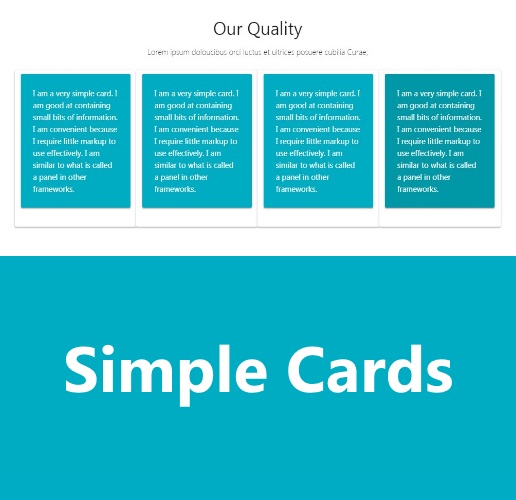 Our Quality
Lorem ipsum dolaucibus orci luctus et ultrices posuere cubilia Curae;
I am a very simple card. I
am good at containing
small bits of information.
I am convenient because
I require little markup to
use effectively. I am
similar to what is called
a panel in other
frameworks.
I am a very simple card. I
am good at containing
small bits of information.
I am convenient because
I require little markup to
use effectively. I am
similar to what is called
a panel in other
frameworks.
I am a very simple card. I
am good at containing
small bits of information.
I am convenient because
I require little markup to
use effectively. I am
similar to what is called
a panel in other
frameworks.
I am a very simple card. I
am good at containing
small bits of information.
I am convenient because
I require little markup to
use effectively. I am
similar to what is called
a panel in other
frameworks.
Simple Cards